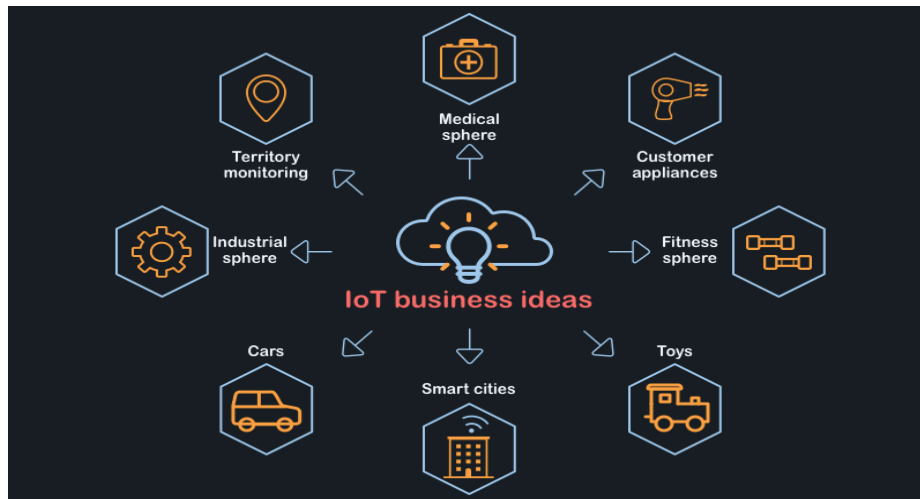 Medical
sphere
Territory
monitoring
Customer
appliances
Industrial
sphere
Fitness
sphere
IoT business ideas
Cars
Toys
Smart cities